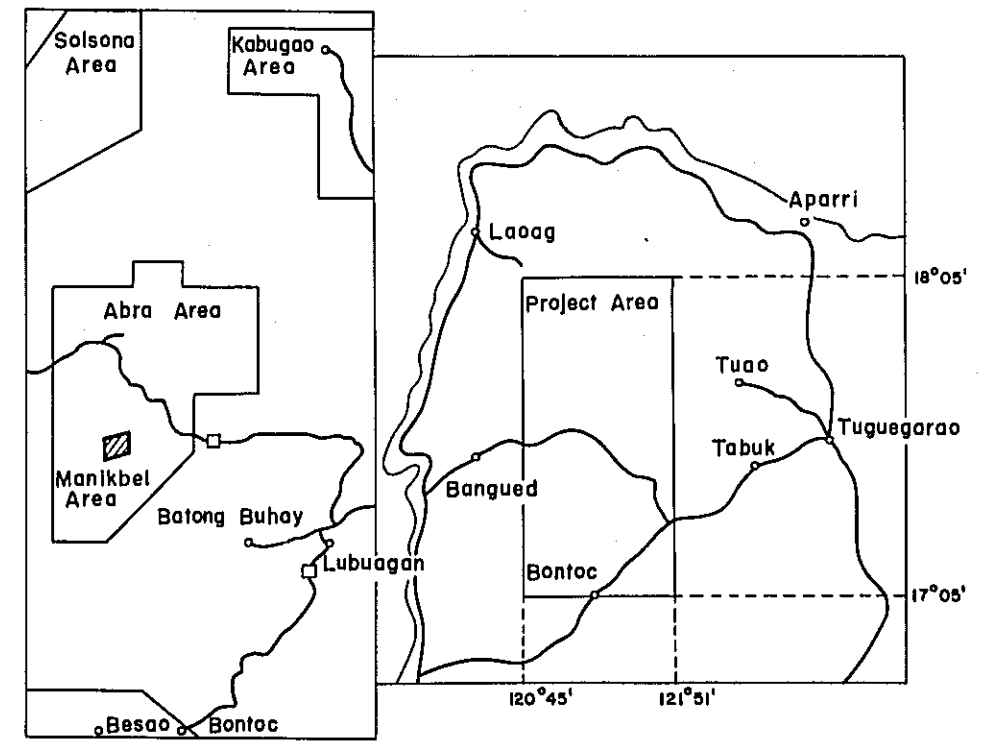 Solsona
Area
Kabugao
Area
Abra Area
Manikbel
Area
Batong Buhay
Lubuagan
Besao
Bontoc
Aparri
Laoag
18°05'
Project Area
Tuao
Tuguegarao
Tabuk
Bangued
Bontoc
17°05'
120°45'
121°51'